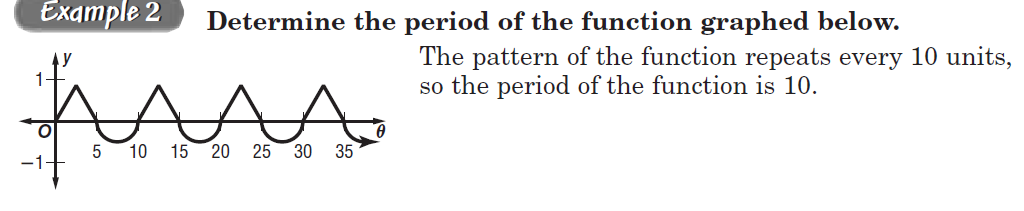 Example 2
Determine the period of the function graphed below.
The pattern of the function repeats every 10 units,
so the period of the function is 10.
y
1
O
θ
5 10 15 20 25 30 35
−1